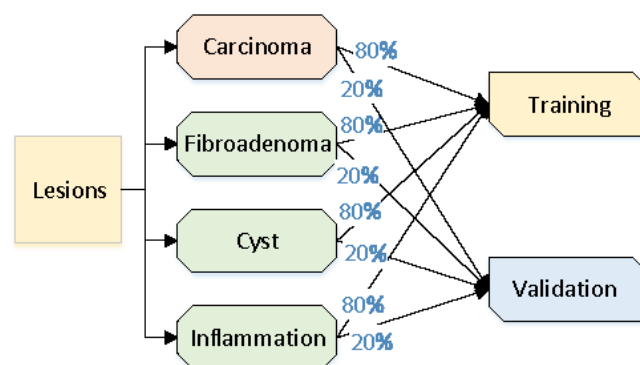 Lesions
Carcinoma
80%
20%
Fibroadenoma
80%
20%
Cyst
80%
20%
Inflammation
80%
20%
Training
Validation